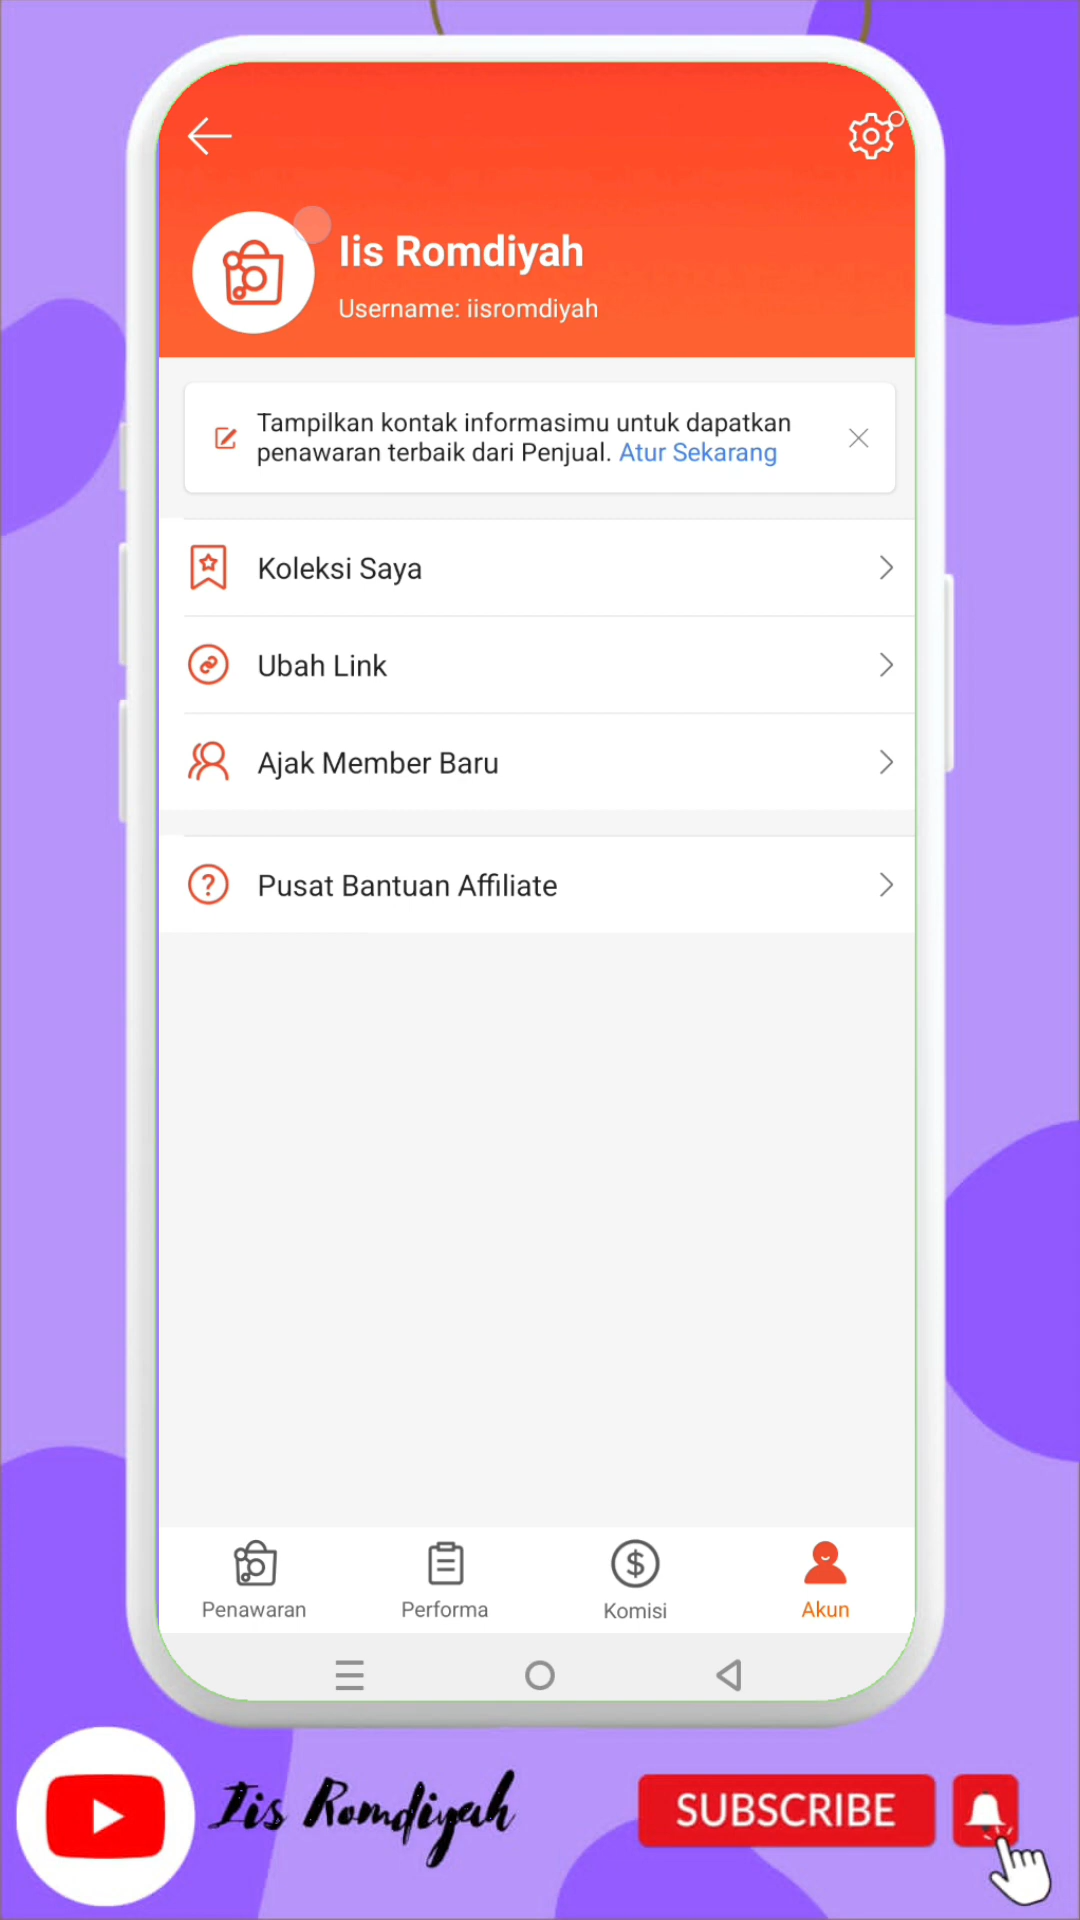 Iis Romdiyah
Username: iisromdiyah
Tampilkan kontak informasimu untuk dapatkan
penawaran terbaik dari Penjual. Atur Sekarang
Koleksi Saya
Ubah Link
Ajak Member Baru
Pusat Bantuan Affiliate
Penawaran
Performa
Komisi
Akun
Iis Romdiyah
SUBSCRIBE